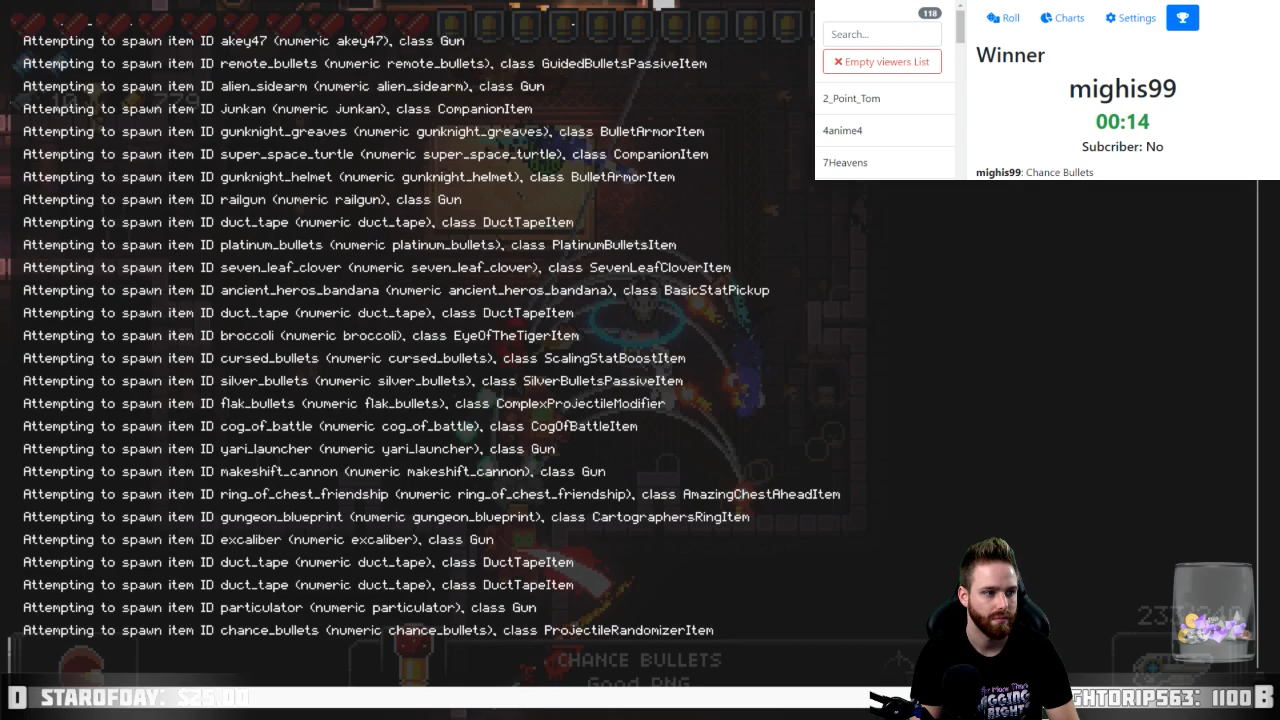 Attempting to spawn item ID akey47 (numeric akey47), class Gun
Attempting to spawn item ID remote_bullets (numeric remote_bullets), class GuidedBulletsPassiveItem
Attempting to spawn item ID alien_sidearm (numeric alien_sidearm), class Gun
Attempting to spawn item ID junkan (numeric junkan), class CompanionItem
Attempting to spawn item ID gunknight_greaves (numeric gunknight_greaves), class BulletArmorItem
Attempting to spawn item ID super_space_turtle (numeric super_space_turtle), class CompanionItem
Attempting to spawn item ID gunknight_helmet (numeric gunknight_helmet), class BulletArmorItem
Attempting to spawn item ID railgun (numeric railgun), class Gun
Attempting to spawn item ID duct_tape (numeric duct_tape), class DuctTapeItem
Attempting to spawn item ID platinum_bullets (numeric platinum_bullets), class PlatinumBulletsItem
Attempting to spawn item ID seven_leaf_clover (numeric seven_leaf_clover), class SevenLeafCloverItem
Attempting to spawn item ID ancient_heros_bandana (numeric ancient_heros_bandana), class BasicStatPickup
Attempting to spawn item ID duct_tape (numeric duct_tape), class DuctTapeItem
Attempting to spawn item ID broccoli (numeric broccoli), class EyeOfTheTigerItem
Attempting to spawn item ID cursed_bullets (numeric cursed_bullets), class ScalingStatBoostItem
Attempting to spawn item ID silver_bullets (numeric silver_bullets), class SilverBulletsPassiveItem
Attempting to spawn item ID flak_bullets (numeric flak_bullets), class ComplexProjectileModifier
Attempting to spawn item ID cog_of_battle (numeric cog_of_battle), class CogOfBattleItem
Attempting to spawn item ID yari_launcher (numeric yari_launcher), class Gun
Attempting to spawn item ID makeshift_cannon (numeric makeshift_cannon), class Gun
Attempting to spawn item ID ring_of_chest_friendship (numeric ring_of_chest_friendship), class AmazingChestAheadItem
Attempting to spawn item ID gungeon_blueprint (numeric gungeon_blueprint), class CartographersRingItem
Attempting to spawn item ID excaliber (numeric excaliber), class Gun
Attempting to spawn item ID duct_tape (numeric duct_tape), class DuctTapeItem
Attempting to spawn item ID duct_tape (numeric duct_tape), class DuctTapeItem
Attempting to spawn item ID particulator (numeric particulator), class Gun
Attempting to spawn item ID chance_bullets (numeric chance_bullets), class ProjectileRandomizerItem
118
Search...
Empty viewers List
2_Point_Tom
4anime4
7Heavens
Roll Charts Settings
Winner
mighis99
00:14
Subcriber: No
mighis99: Chance Bullets
CHANCE BULLETS
Good RNG
D STAROFDAY: $25.00
GHTDRIP563: 1100 B